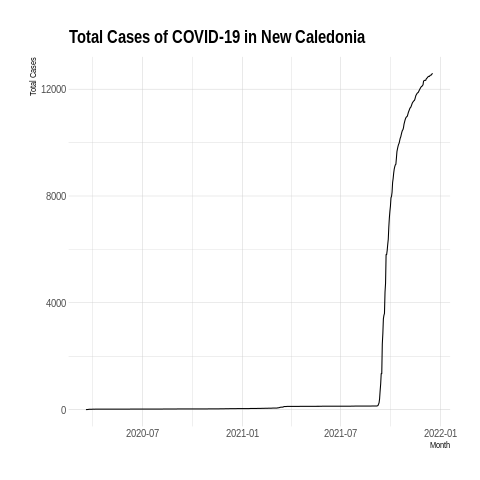 Total Cases of COVID-19 in New Caledonia
Total Cases
12000
8000
4000
0
2020-07 2021-01 2021-07 2022-01
Month